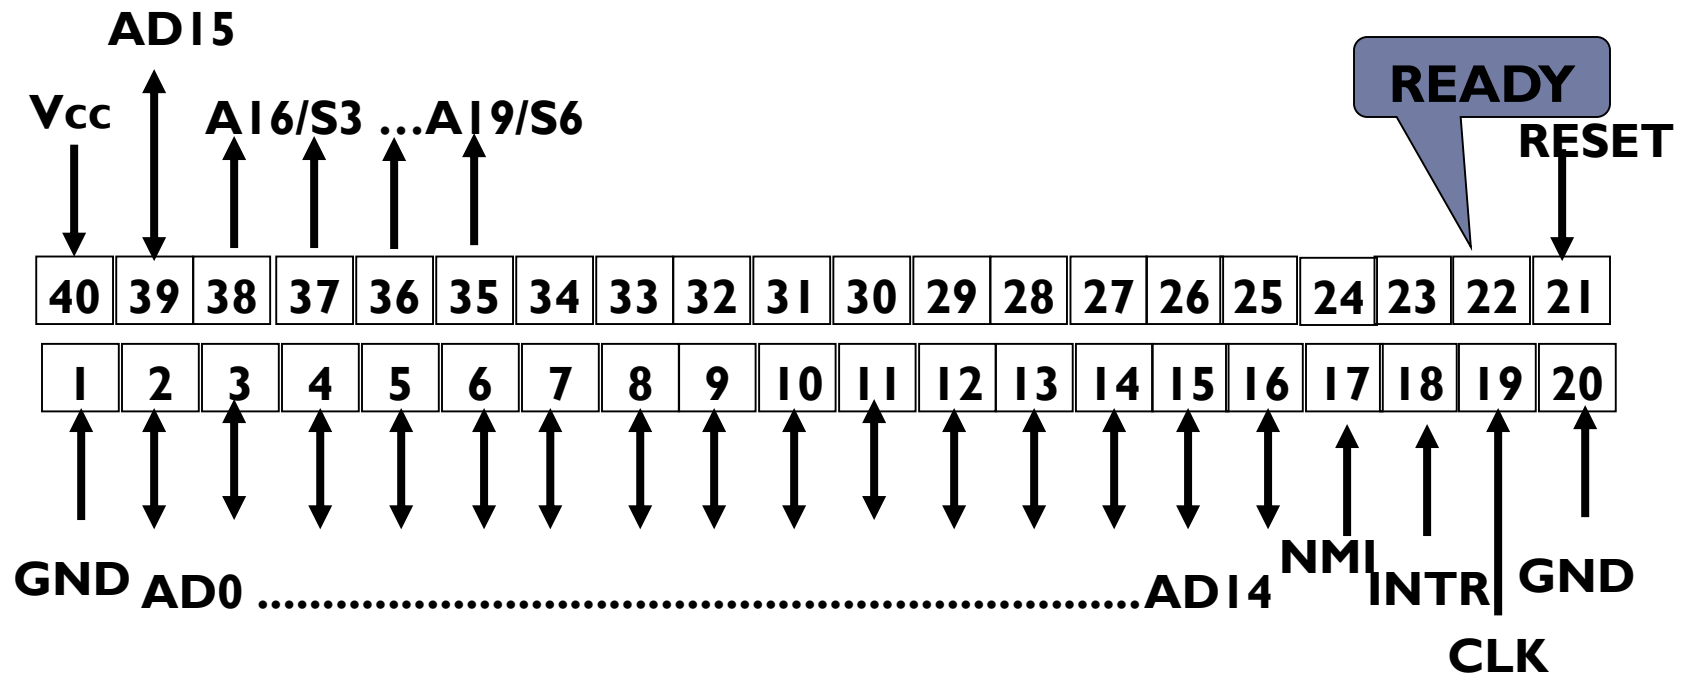 AD15
READY
Vcc
A16/S3 ...A19/S6
RESET
40 39 38 37 36 35 34 33 32 31 30 29 28 27 26 25 24 23 22 21
1 2 3 4 5 6 7 8 9 10 11 12 13 14 15 16 17 18 19 20
NMI
GND
AD0 ....................................................................AD14
INTR
GND
CLK